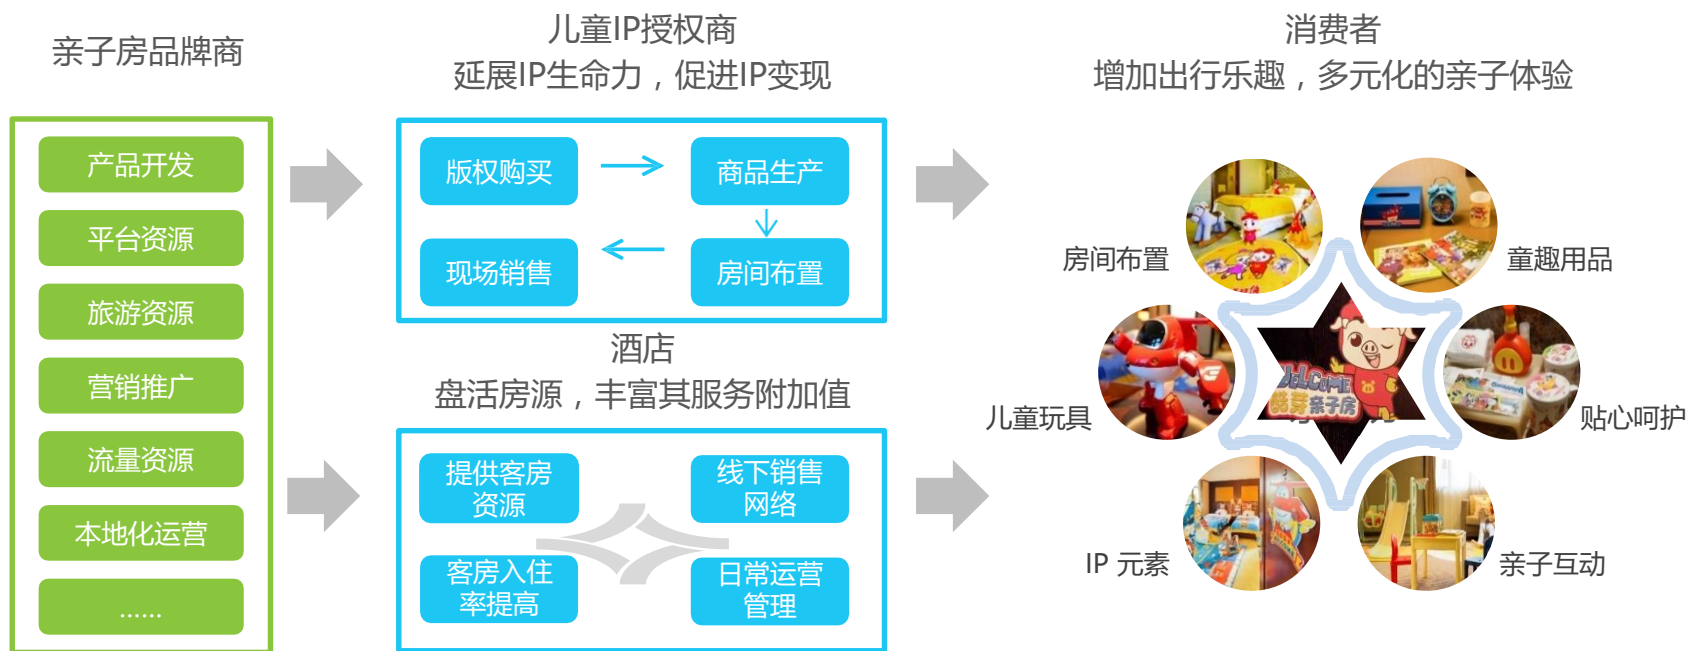 亲子房品牌商
产品开发
平台资源
旅游资源
营销推广
流量资源
本地化运营
......
儿童IP授权商
延展IP生命力，促进IP变现
版权购买
商品生产
现场销售
房间布置
酒店
盘活房源，丰富其服务附加值
提供客房
资源
线下销售
网络
客房入住
率提高
日常运营
管理
消费者
增加出行乐趣，多元化的亲子体验
房间布置
童趣用品
儿童玩具
WELCOME
亲子房
贴心呵护
IP 元素
亲子互动